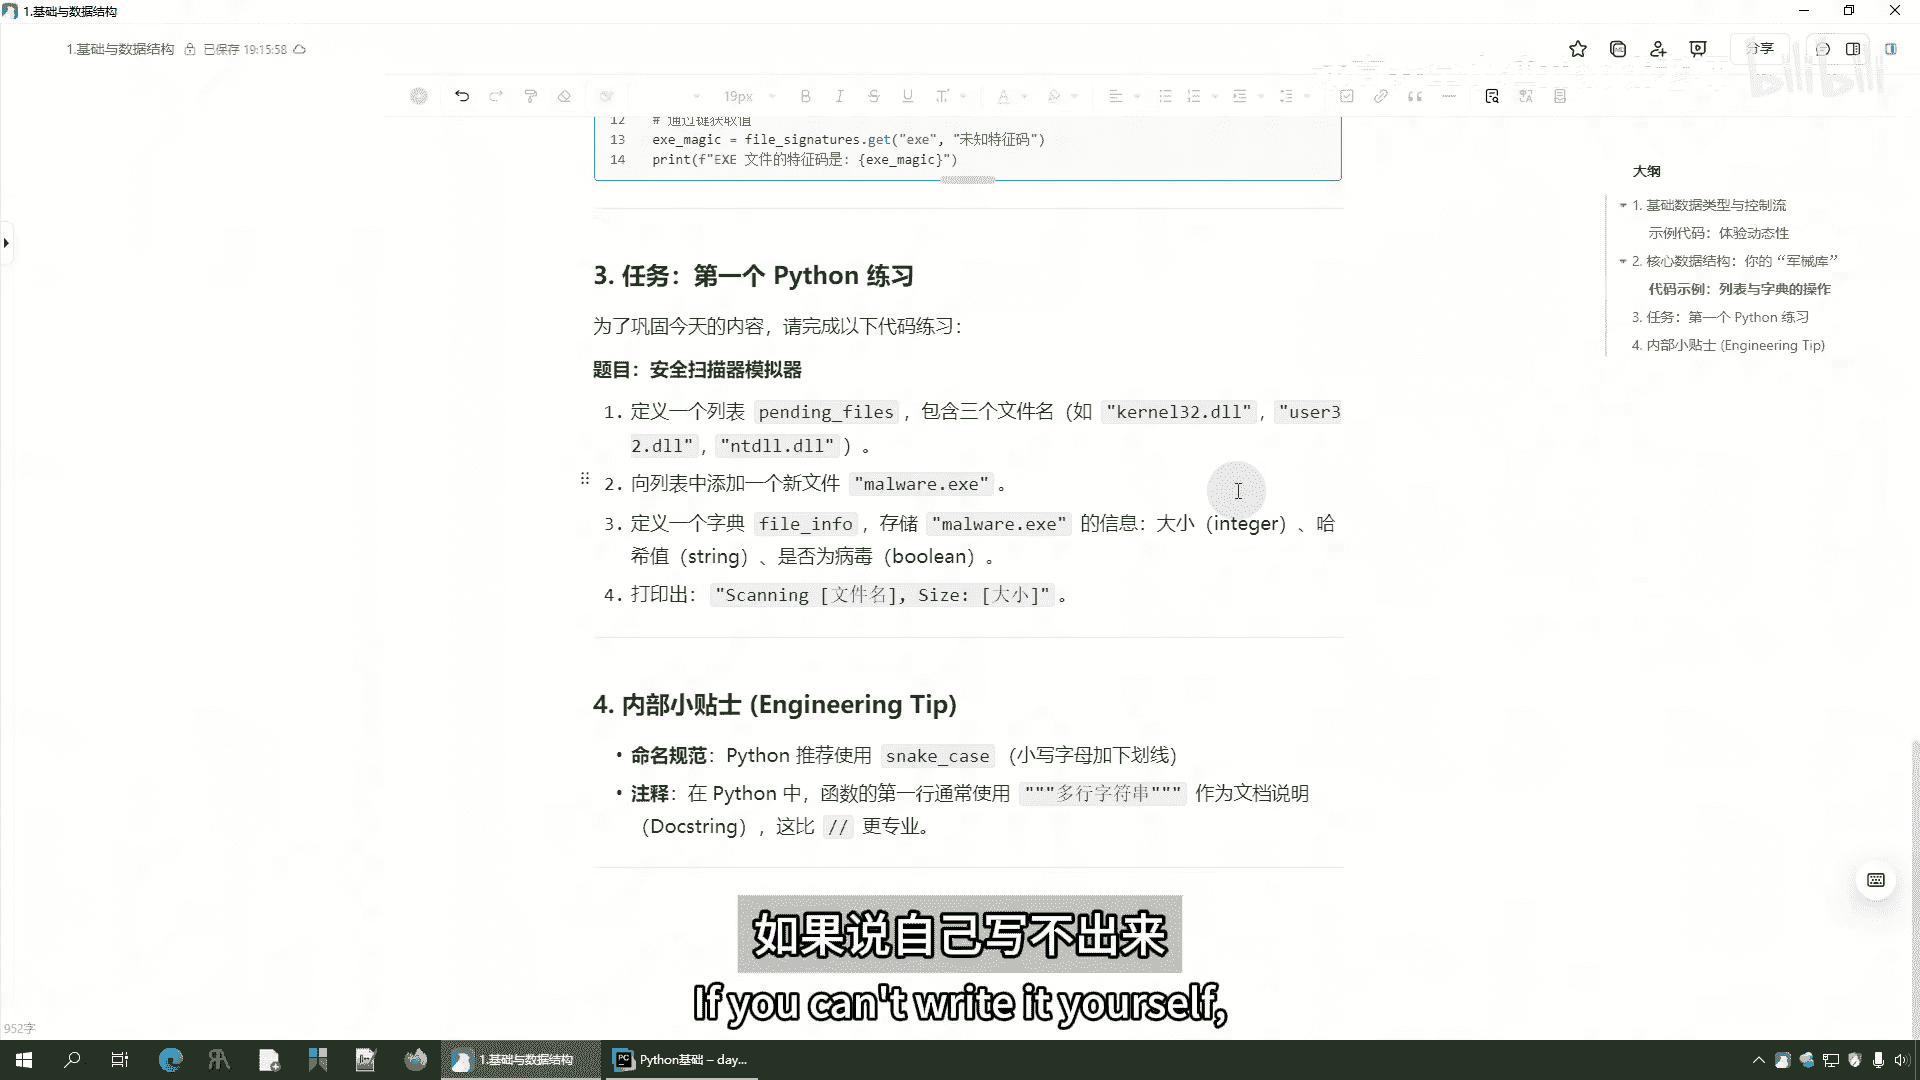 1.基础与数据结构
1.基础与数据结构 已保存 19:15:58
分享
bilibili
19px
12 # 通过键获取值
13 exe_magic = file_signatures.get("exe", "未知特征码")
14 print(f"EXE 文件的特征码是: {exe_magic}")
3. 任务：第一个 Python 练习
为了巩固今天的内容，请完成以下代码练习：
题目：安全扫描器模拟器
1. 定义一个列表 pending_files ，包含三个文件名（如 "kernel32.dll" ，"user3
2.dll" ，"ntdll.dll" ）。
2. 向列表中添加一个新文件 "malware.exe" 。
3. 定义一个字典 file_info ，存储 "malware.exe" 的信息：大小（integer）、哈
希值（string）、是否为病毒（boolean）。
4. 打印出： "Scanning [文件名], Size: [大小]" 。
4. 内部小贴士 (Engineering Tip)
• 命名规范：Python 推荐使用 snake_case （小写字母加下划线）
• 注释：在 Python 中，函数的第一行通常使用 """多行字符串""" 作为文档说明
（Docstring），这比 // 更专业。
大纲
1. 基础数据类型与控制流
示例代码：体验动态性
2. 核心数据结构：你的“军械库”
代码示例：列表与字典的操作
3. 任务：第一个 Python 练习
4. 内部小贴士 (Engineering Tip)
如果说自己写不出来
If you can't write it yourself,
952字
1.基础与数据结构
Python基础 – day...